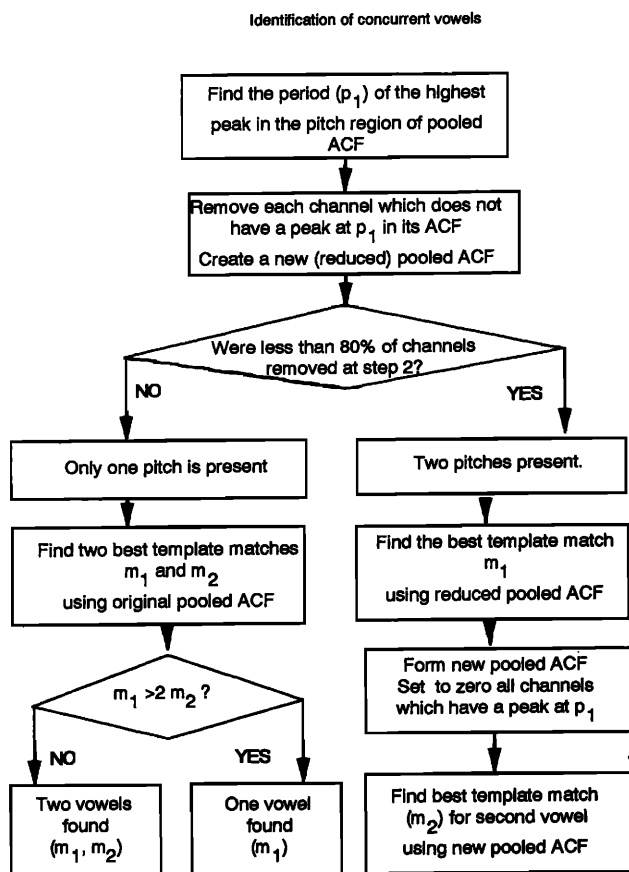 Identification of concurrent vowels
Find the period (p1) of the highest
peak in the pitch region of pooled
ACF
Remove each channel which does not
have a peak at p1 in its ACF
Create a new (reduced) pooled ACF
Were less than 80% of channels
removed at step 2?
NO
YES
Only one pitch is present
Two pitches present.
Find two best template matches
m1 and m2
using original pooled ACF
Find the best template match
m1
using reduced pooled ACF
m1 >2 m2 ?
Form new pooled ACF
Set to zero all channels
which have a peak at p1
NO
YES
Two vowels
found
(m1, m2)
One vowel
found
(m1)
Find best template match
(m2) for second vowel
using new pooled ACF